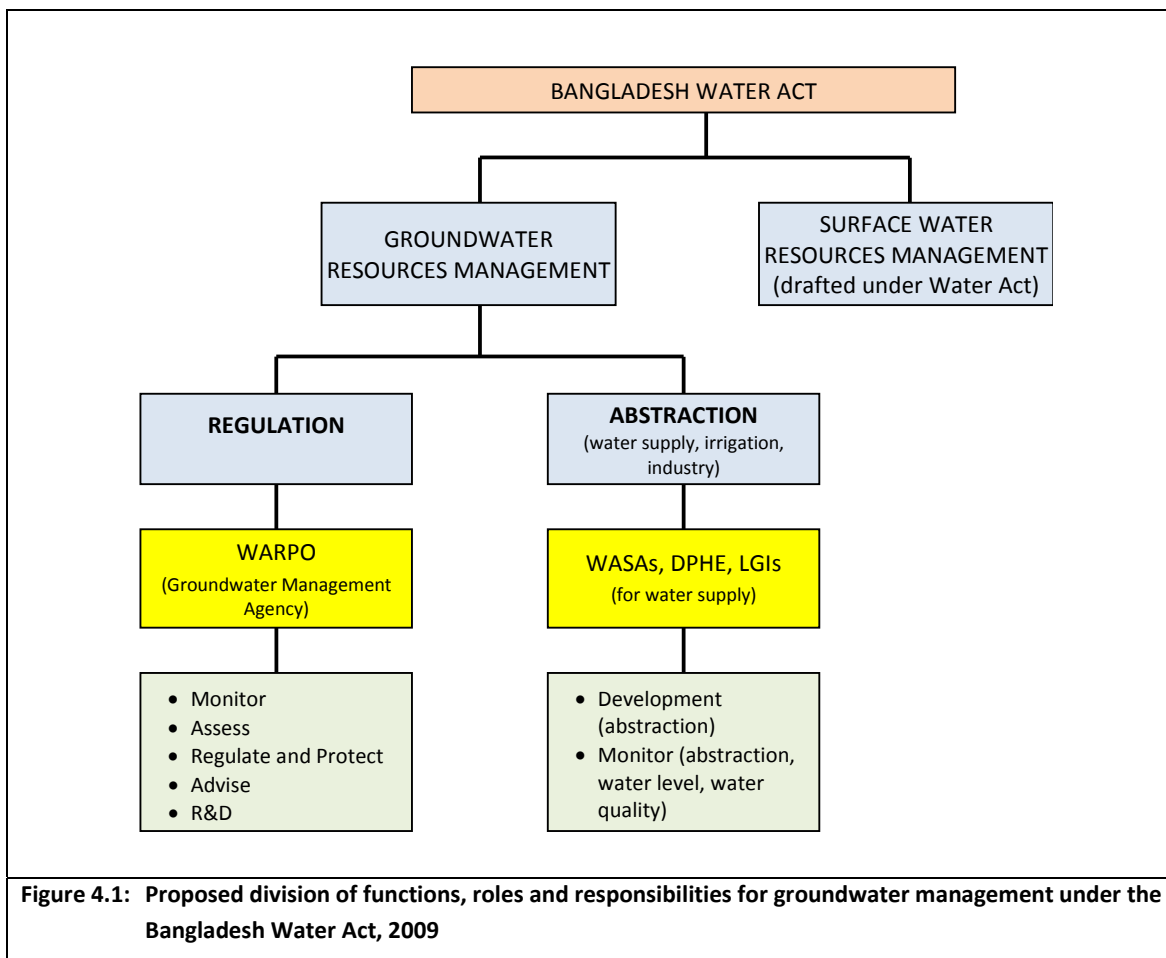 BANGLADESH WATER ACT
GROUNDWATER
RESOURCES MANAGEMENT
SURFACE WATER
RESOURCES MANAGEMENT
(drafted under Water Act)
REGULATION
ABSTRACTION
(water supply, irrigation,
industry)
WARPO
(Groundwater Management
Agency)
WASAs, DPHE, LGIs
(for water supply)
• Monitor
• Assess
• Regulate and Protect
• Advise
• R&D
• Development
(abstraction)
• Monitor (abstraction,
water level, water
quality)
Figure 4.1: Proposed division of functions, roles and responsibilities for groundwater management under the
Bangladesh Water Act, 2009